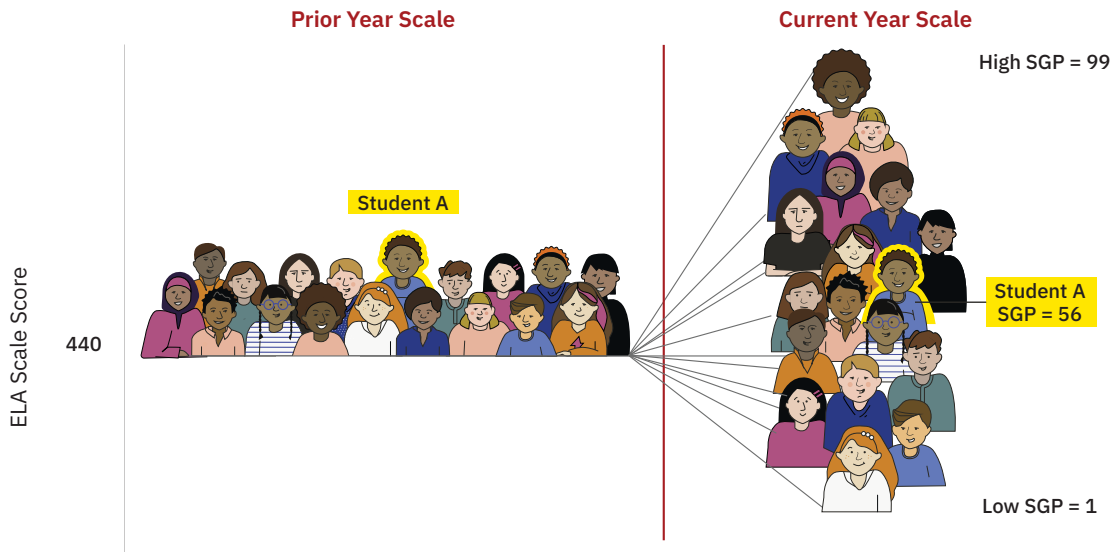 Prior Year Scale
Current Year Scale
High SGP = 99
Student A
ELA Scale Score
440
Student A
SGP = 56
Low SGP = 1